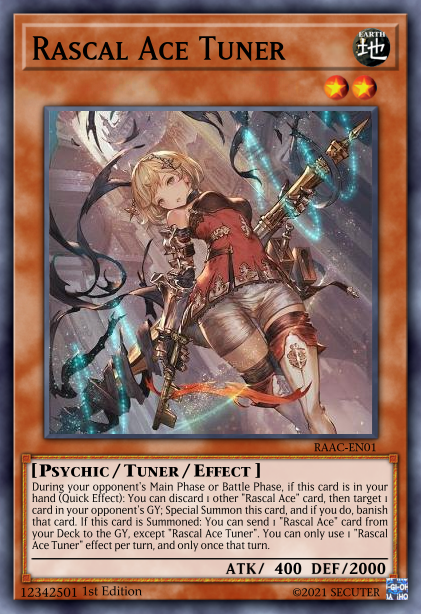 RASCAL ACE TUNER
EARTH
地
RAAC-EN01
[PSYCHIC/TUNER/EFFECT]
During your opponent's Main Phase or Battle Phase, if this card is in your
hand (Quick Effect): You can discard 1 other "Rascal Ace" card, then target 1
card in your opponent's GY; Special Summon this card, and if you do, banish
that card. If this card is Summoned: You can send 1 "Rascal Ace" card from
your Deck to the GY, except "Rascal Ace Tuner". You can only use 1 "Rascal
Ace Tuner" effect per turn, and only once that turn.
ATK/ 400 DEF/2000
12342501 1st Edition
©2021 SECUTER